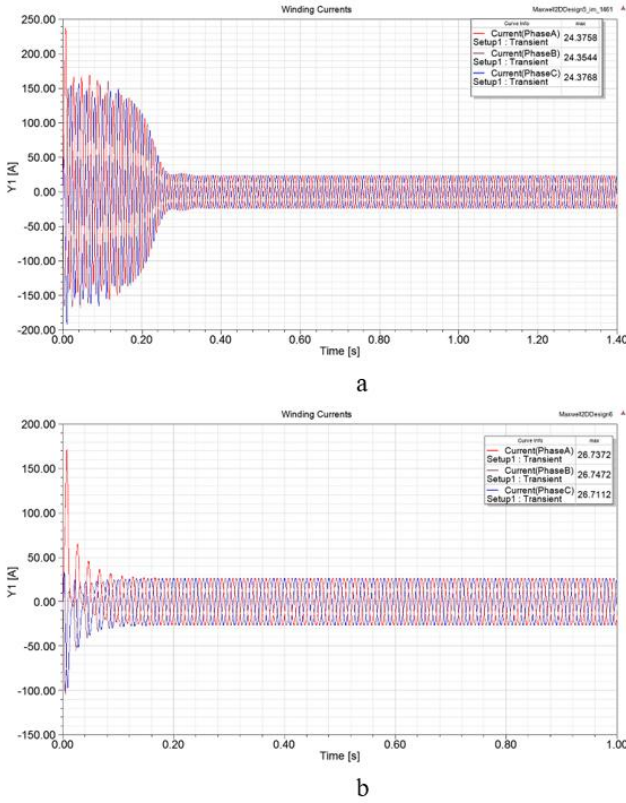 Winding Currents
Maxwell2DDesign3_im_1661
Curve Info max
Current(PhaseA)
Setup1 : Transient 24.3758
Current(PhaseB)
Setup1 : Transient 24.3544
Current(PhaseC)
Setup1 : Transient 24.3768
250.00
200.00
150.00
100.00
50.00
0.00
-50.00
-100.00
-150.00
-200.00
Y1 [A]
0.00 0.20 0.40 0.60 0.80 1.00 1.20 1.40
Time [s]
a
Winding Currents
Maxwell2DDesign6
Curve Info max
Current(PhaseA)
Setup1 : Transient 26.7372
Current(PhaseB)
Setup1 : Transient 26.7472
Current(PhaseC)
Setup1 : Transient 26.7112
200.00
150.00
100.00
50.00
0.00
-50.00
-100.00
-150.00
Y1 [A]
0.00 0.20 0.40 0.60 0.80 1.00
Time [s]
b